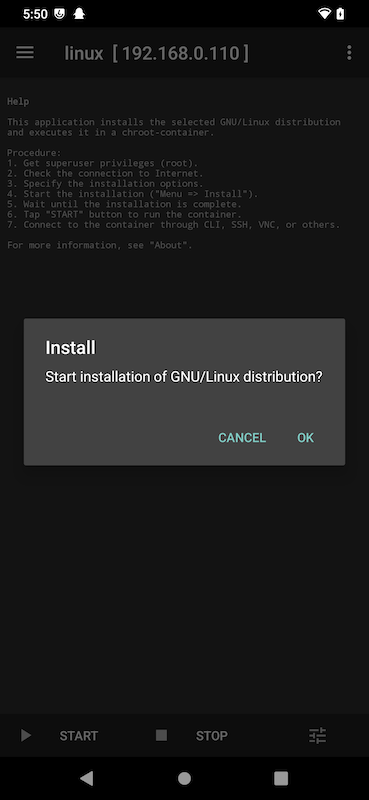 5:50
linux [ 192.168.0.110 ]
Help
This application installs the selected GNU/Linux distribution
and executes it in a chroot-container.
Procedure:
1. Get superuser privileges (root).
2. Check the connection to Internet.
3. Specify the installation options.
4. Start the installation ("Menu => Install").
5. Wait until the installation is complete.
6. Tap "START" button to run the container.
7. Connect to the container through CLI, SSH, VNC, or others.
For more information, see "About".
Install
Start installation of GNU/Linux distribution?
CANCEL OK
START STOP